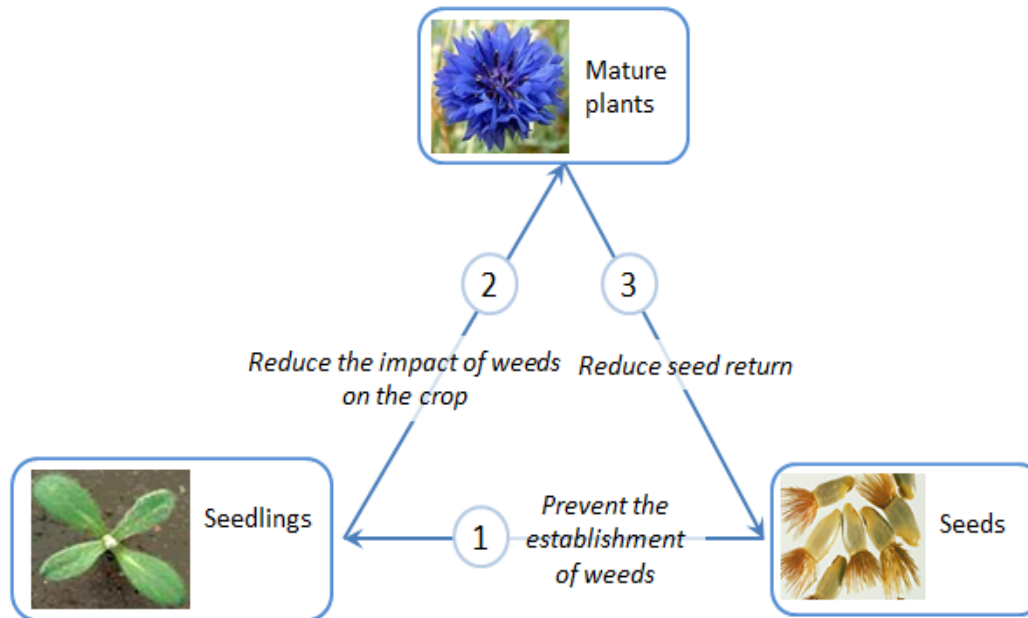 Mature
plants
2
3
Reduce the impact of weeds
on the crop
Reduce seed return
Seedlings
1
Prevent the
establishment
of weeds
Seeds